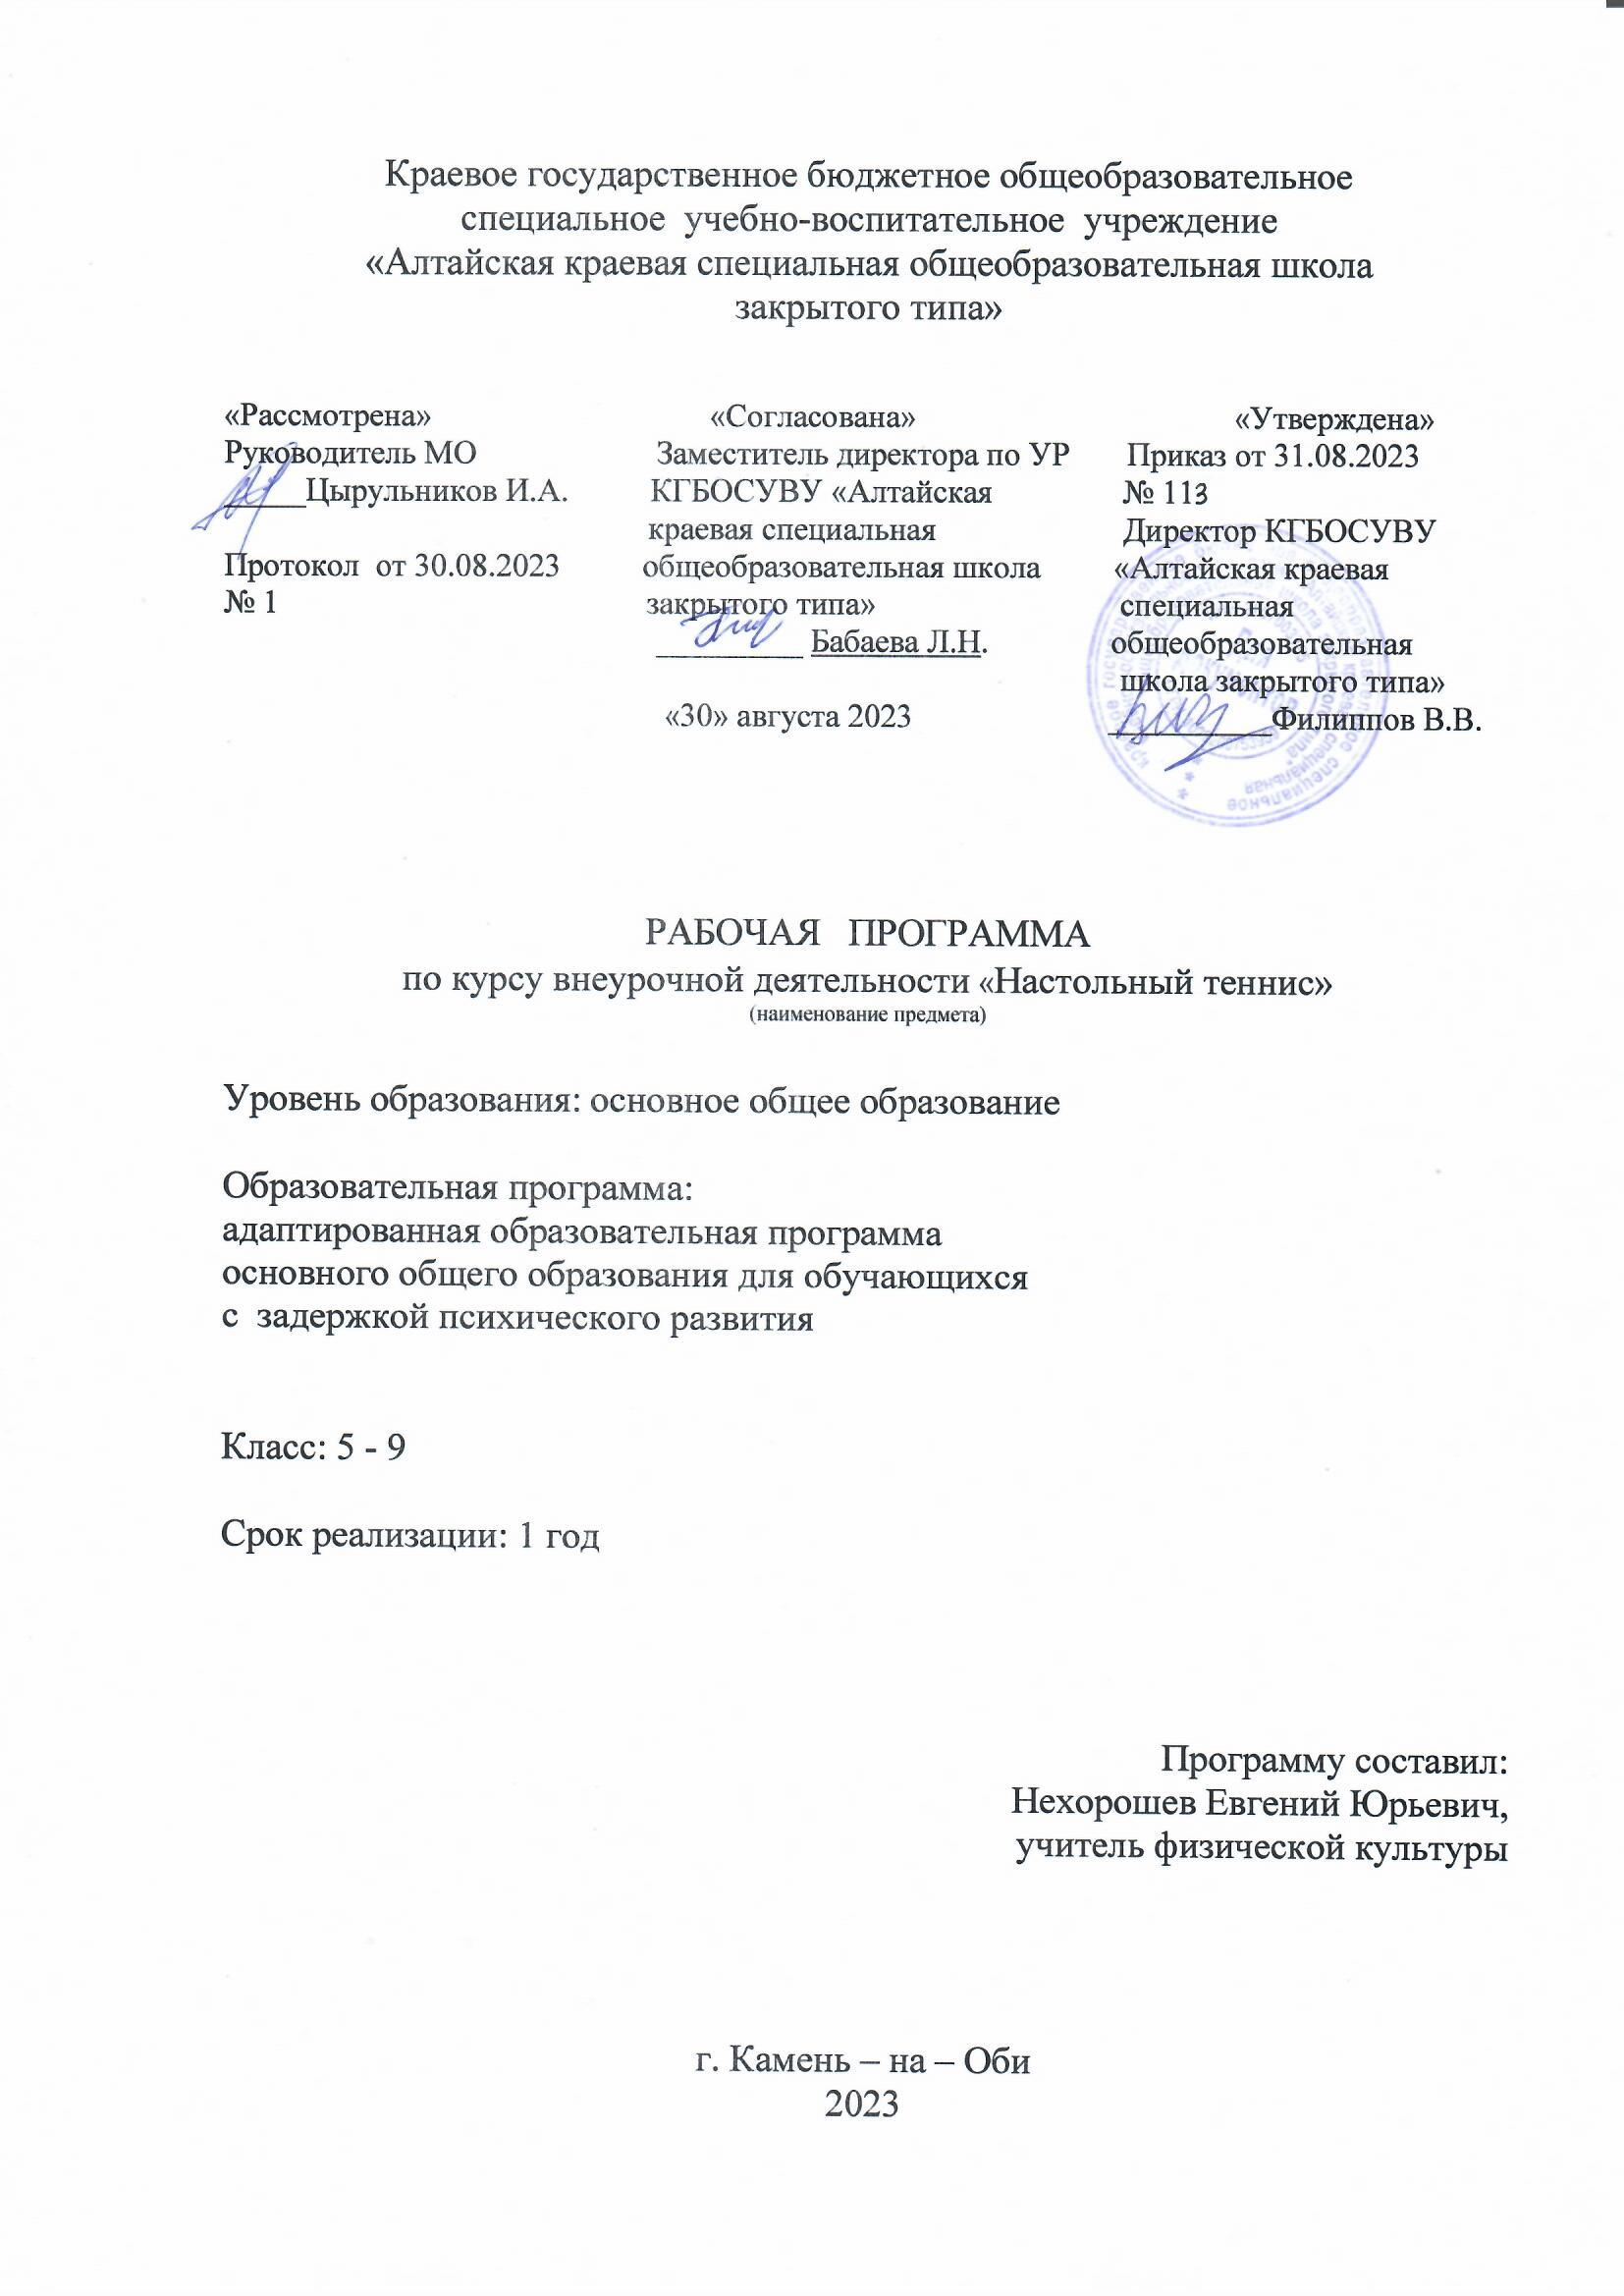 Краевое государственное бюджетное общеобразовательное
специальное учебно-воспитательное учреждение
«Алтайская краевая специальная общеобразовательная школа
закрытого типа»
«Рассмотрена»
Руководитель МО
_____Цырульников И.А.
Протокол от 30.08.2023
№ 1
«Согласована»
Заместитель директора по УР
КГБОСУВУ «Алтайская
краевая специальная
общеобразовательная школа
закрытого типа»
_________ Бабаева Л.Н.
«30» августа 2023
«Утверждена»
Приказ от 31.08.2023
№ 113
Директор КГБОСУВУ
«Алтайская краевая
специальная
общеобразовательная
школа закрытого типа»
__________Филиппов В.В.
РАБОЧАЯ ПРОГРАММА
по курсу внеурочной деятельности «Настольный теннис»
(наименование предмета)
Уровень образования: основное общее образование
Образовательная программа:
адаптированная образовательная программа
основного общего образования для обучающихся
с задержкой психического развития
Класс: 5 - 9
Срок реализации: 1 год
Программу составил:
Нехорошев Евгений Юрьевич,
учитель физической культуры
г. Камень – на – Оби
2023